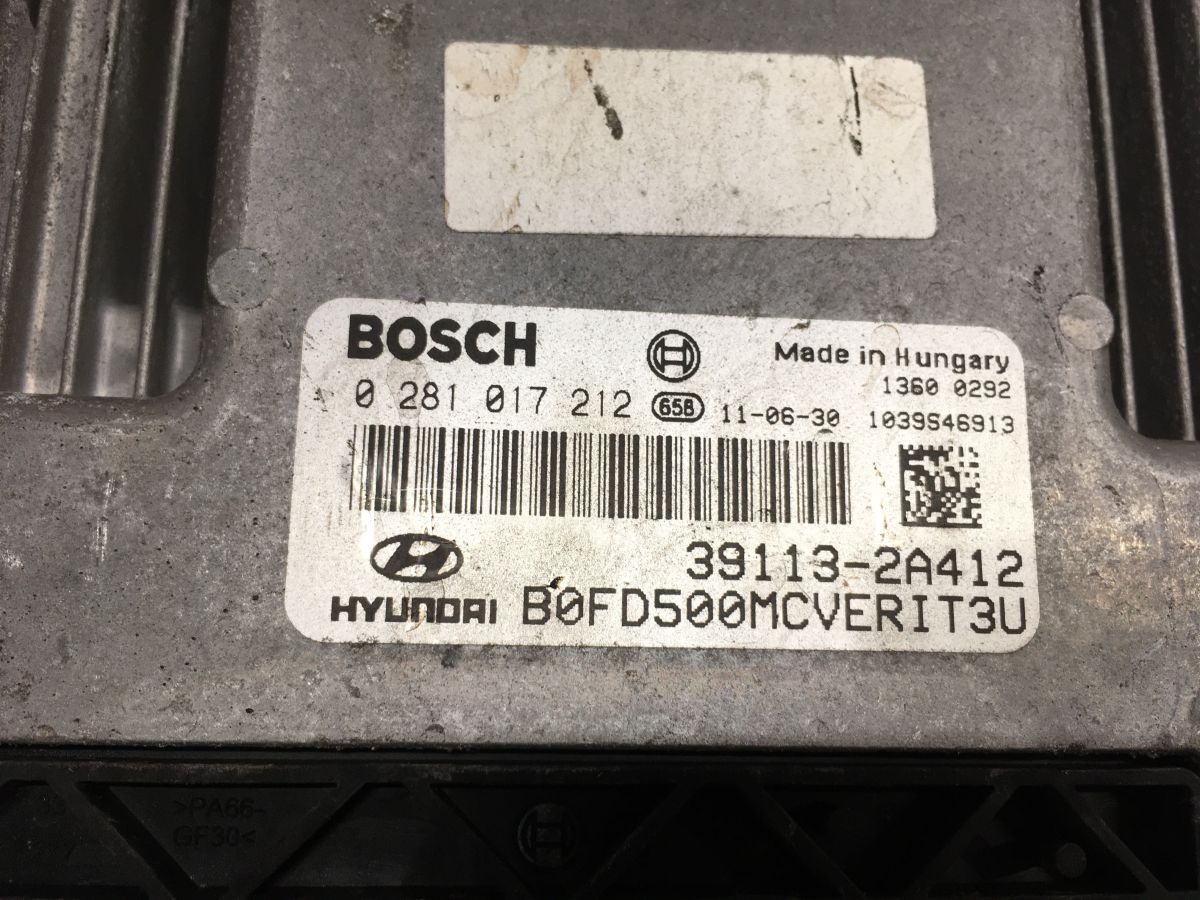 BOSCH
Made in Hungary
1360 0292
0 281 017 212 65B 11-06-30 1039S46913
39113-2A412
HYUNDAI B0FD500MCVERIT3U
>PA66-
GF30<